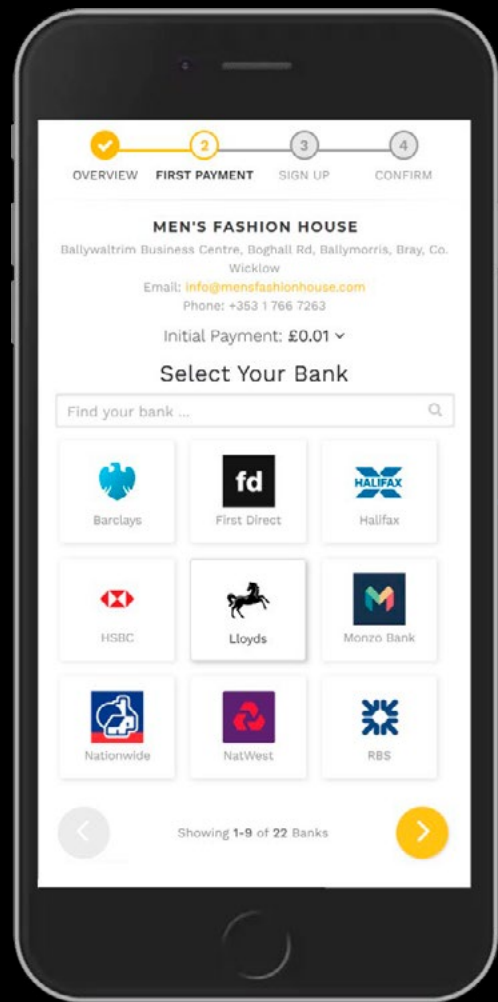 2 3 4
OVERVIEW FIRST PAYMENT SIGN UP CONFIRM
MEN'S FASHION HOUSE
Ballywaltrim Business Centre, Boghall Rd, Ballymorris, Bray, Co.
Wicklow
Email: info@mensfashionhouse.com
Phone: +353 1 766 7263
Initial Payment: £0.01
Select Your Bank
Find your bank ...
fd HALIFAX
Barclays First Direct Halifax
HSBC Lloyds Monzo Bank
Nationwide NatWest RBS
Showing 1-9 of 22 Banks